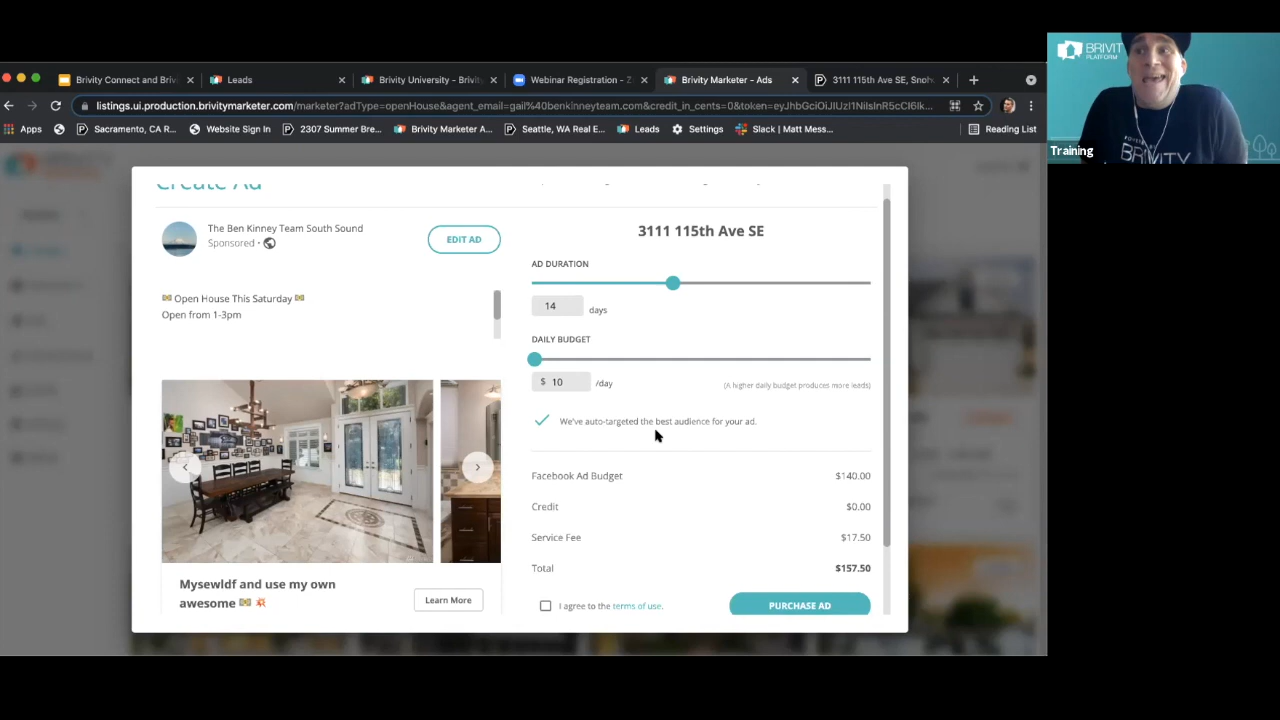 Brivity Connect and Briv
Leads
Brivity University - Brivity
Webinar Registration - Z
Brivity Marketer - Ads
3111 115th Ave SE, Snoh
listings.ui.production.brivitymarketer.com/marketer?adType=openHouse&agent_email=gail%40benkinneyteam.com&credit_in_cents=0&token=eyJhbGciOiJIUzI1NiIsInR5cCI6Ik...
Apps
Sacramento, CA R...
Website Sign In
2307 Summer Bre...
Brivity Marketer A...
Seattle, WA Real E...
Leads
Settings
Slack | Matt Mess...
Reading List
BRIVIT
PLATFORM
Training
BRIVITY
Create Ad
The Ben Kinney Team South Sound
Sponsored ·
EDIT AD
Open House This Saturday
Open from 1-3pm
Mysewldf and use my own
awesome
Learn More
3111 115th Ave SE
AD DURATION
14 days
DAILY BUDGET
$ 10 /day
(A higher daily budget produces more leads)
We've auto-targeted the best audience for your ad.
Facebook Ad Budget $140.00
Credit $0.00
Service Fee $17.50
Total $157.50
I agree to the terms of use.
PURCHASE AD